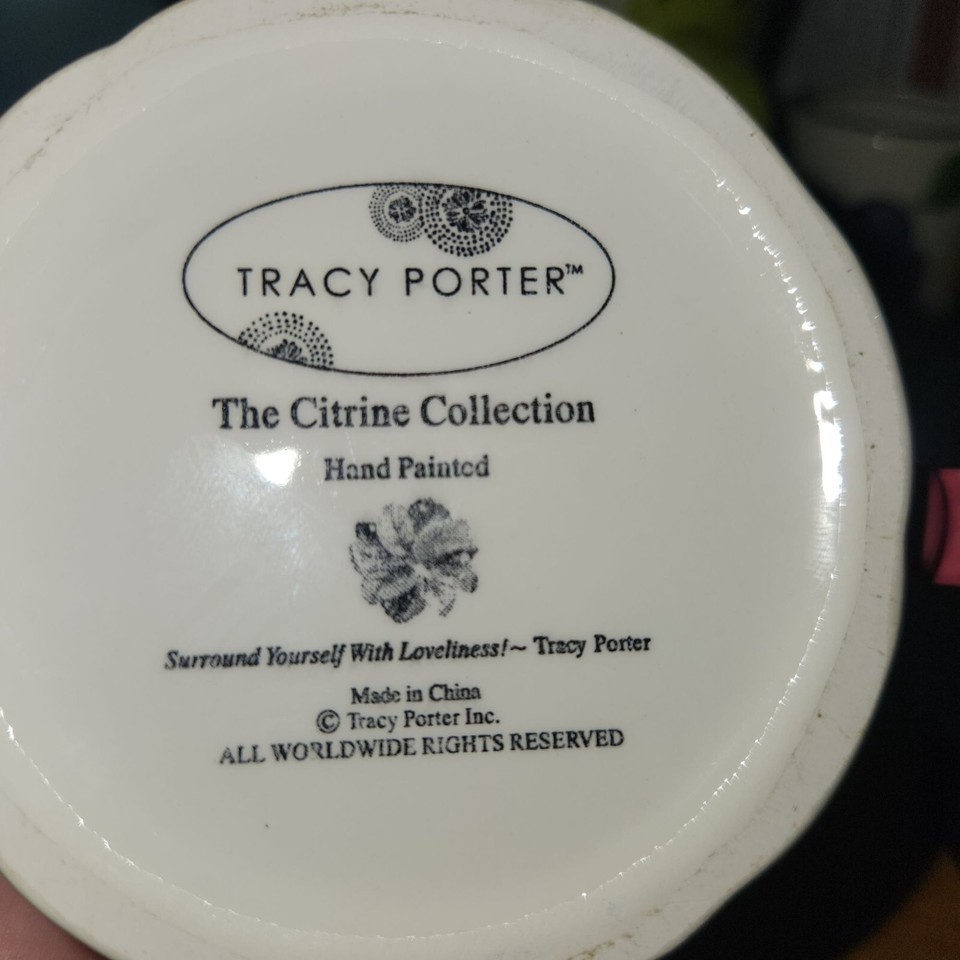 TRACY PORTER™
The Citrine Collection
Hand Painted
Surround Yourself With Loveliness!~ Tracy Porter
Made in China
© Tracy Porter Inc.
ALL WORLDWIDE RIGHTS RESERVED